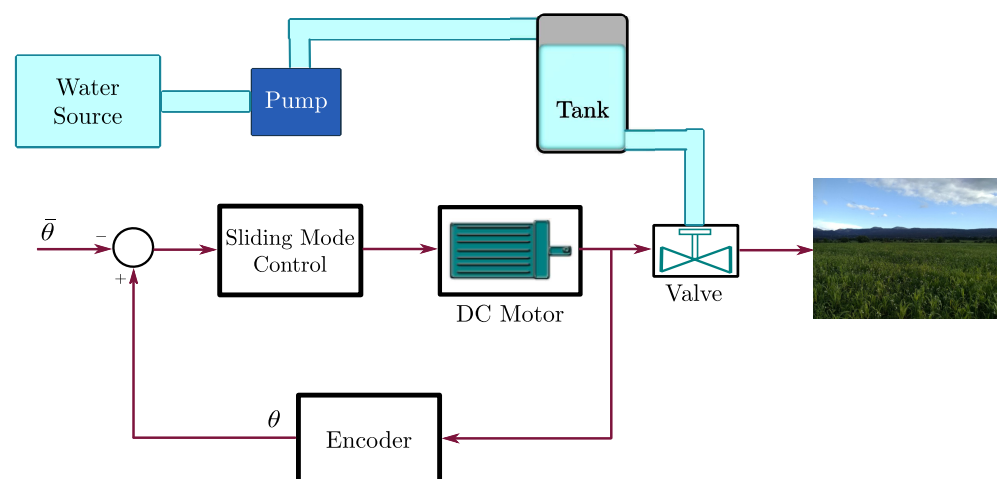 Water
Source
Pump
Tank
θ̄
−
+
Sliding Mode
Control
DC Motor
Valve
θ
Encoder